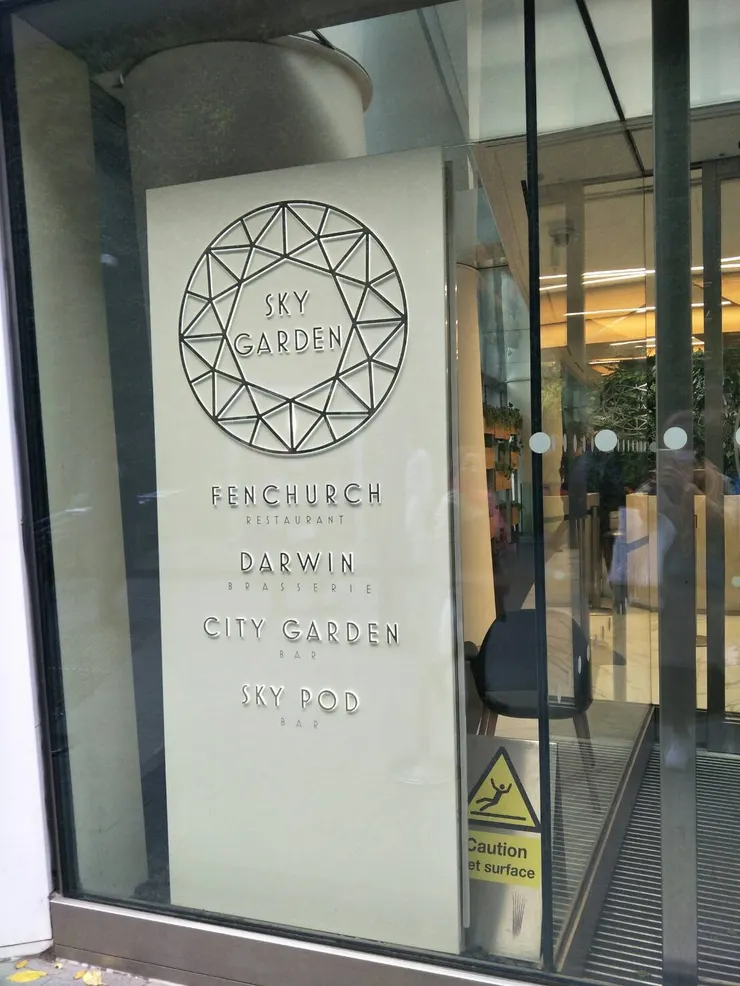 SKY
GARDEN
FENCHURCH
RESTAURANT
DARWIN
BRASSERIE
CITY GARDEN
BAR
SKY POD
BAR
Caution
et surface